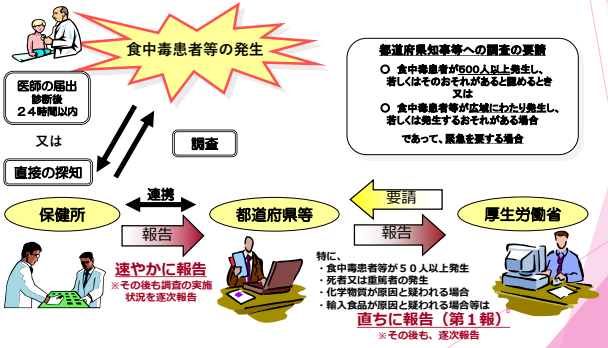 食中毒患者等の発生
医師の届出
診断後
２４時間以内
又は
直接の探知
調査
都道府県知事等への調査の要請
○ 食中毒患者が500人以上発生し、
若しくはそのおそれがあると認めるとき
又は
○ 食中毒患者等が広域にわたり発生し、
若しくは発生するおそれがある場合
であって、緊急を要する場合
保健所
連携
報告
都道府県等
要請
報告
厚生労働省
速やかに報告
※その後も調査の実施
状況を逐次報告
特に、
・食中毒患者等が５０人以上発生
・死者又は重篤者の発生
・化学物質が原因と疑われる場合
・輸入食品が原因と疑われる場合等は
直ちに報告（第１報）
※その後も、逐次報告